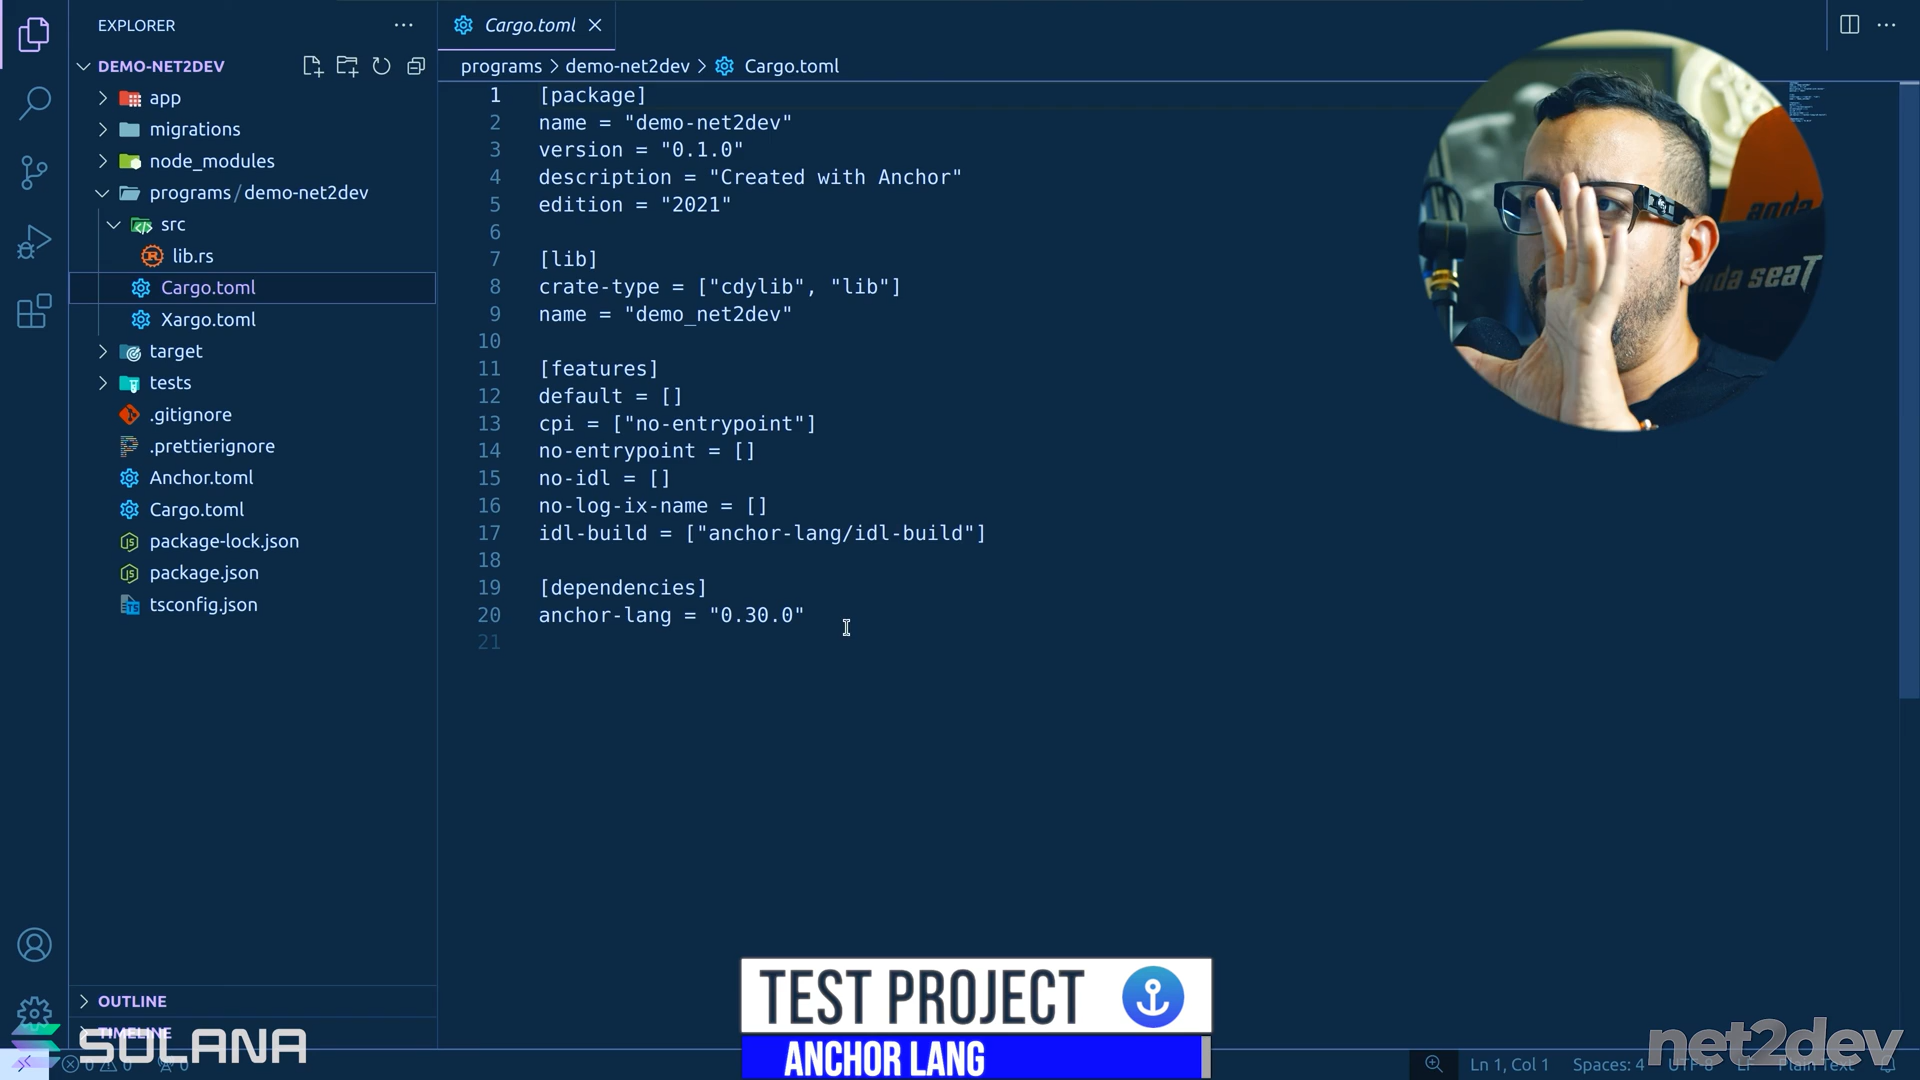 EXPLORER
DEMO-NET2DEV
app
migrations
node_modules
programs / demo-net2dev
src
lib.rs
Cargo.toml
Xargo.toml
target
tests
.gitignore
.prettierignore
Anchor.toml
Cargo.toml
package-lock.json
package.json
tsconfig.json
OUTLINE
TIMELINE
SOLANA
Cargo.toml
programs > demo-net2dev > Cargo.toml
1 [package]
2 name = "demo-net2dev"
3 version = "0.1.0"
4 description = "Created with Anchor"
5 edition = "2021"
6
7 [lib]
8 crate-type = ["cdylib", "lib"]
9 name = "demo_net2dev"
10
11 [features]
12 default = []
13 cpi = ["no-entrypoint"]
14 no-entrypoint = []
15 no-idl = []
16 no-log-ix-name = []
17 idl-build = ["anchor-lang/idl-build"]
18
19 [dependencies]
20 anchor-lang = "0.30.0"
21
anda
nda seaT
TEST PROJECT
ANCHOR LANG
net2dev
0 0 0
Ln 1, Col 1 Spaces: 4 UTF-8 LF Plain Text